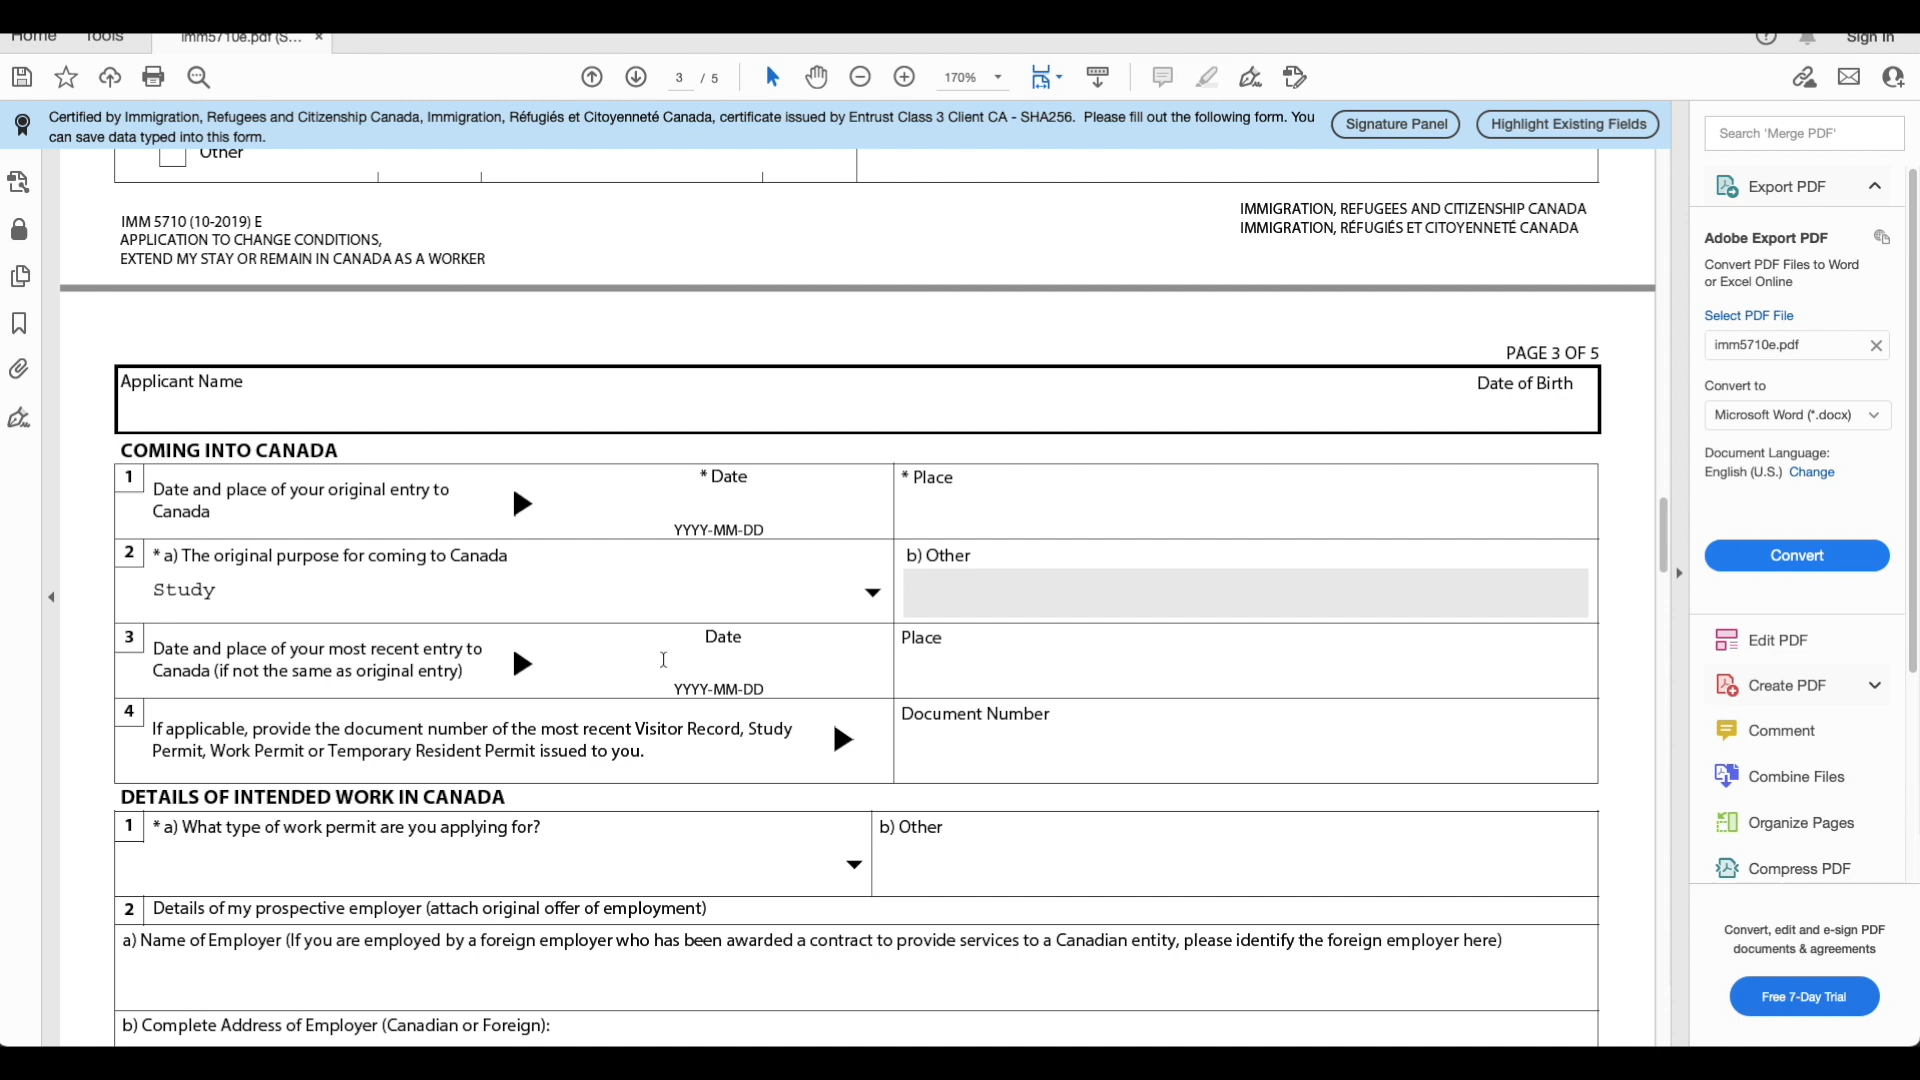 Home Tools imm5710e.pdf (S... × Sign In
3 / 5 170%
Certified by Immigration, Refugees and Citizenship Canada, Immigration, Réfugiés et Citoyenneté Canada, certificate issued by Entrust Class 3 Client CA - SHA256. Please fill out the following form. You
can save data typed into this form.
Signature Panel
Highlight Existing Fields
Other
IMM 5710 (10-2019) E
APPLICATION TO CHANGE CONDITIONS,
EXTEND MY STAY OR REMAIN IN CANADA AS A WORKER
IMMIGRATION, REFUGEES AND CITIZENSHIP CANADA
IMMIGRATION, RÉFUGIÉS ET CITOYENNETÉ CANADA
PAGE 3 OF 5
Applicant Name
Date of Birth
COMING INTO CANADA
1
Date and place of your original entry to
Canada
* Date
YYYY-MM-DD
* Place
2
* a) The original purpose for coming to Canada
Study
b) Other
3
Date and place of your most recent entry to
Canada (if not the same as original entry)
Date
YYYY-MM-DD
Place
4
If applicable, provide the document number of the most recent Visitor Record, Study
Permit, Work Permit or Temporary Resident Permit issued to you.
Document Number
DETAILS OF INTENDED WORK IN CANADA
1
* a) What type of work permit are you applying for?
b) Other
2
Details of my prospective employer (attach original offer of employment)
a) Name of Employer (If you are employed by a foreign employer who has been awarded a contract to provide services to a Canadian entity, please identify the foreign employer here)
b) Complete Address of Employer (Canadian or Foreign):
Search 'Merge PDF'
Export PDF
Adobe Export PDF
Convert PDF Files to Word
or Excel Online
Select PDF File
imm5710e.pdf
Convert to
Microsoft Word (*.docx)
Document Language:
English (U.S.) Change
Convert
Edit PDF
Create PDF
Comment
Combine Files
Organize Pages
Compress PDF
Convert, edit and e-sign PDF
documents & agreements
Free 7-Day Trial